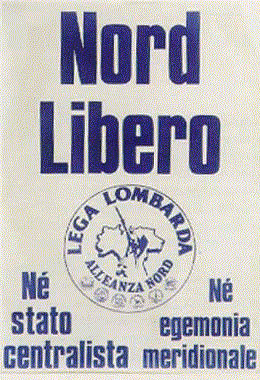 Nord
Libero
LEGA LOMBARDA
ALLEANZA NORD
Né
stato
centralista
Né
egemonia
meridionale